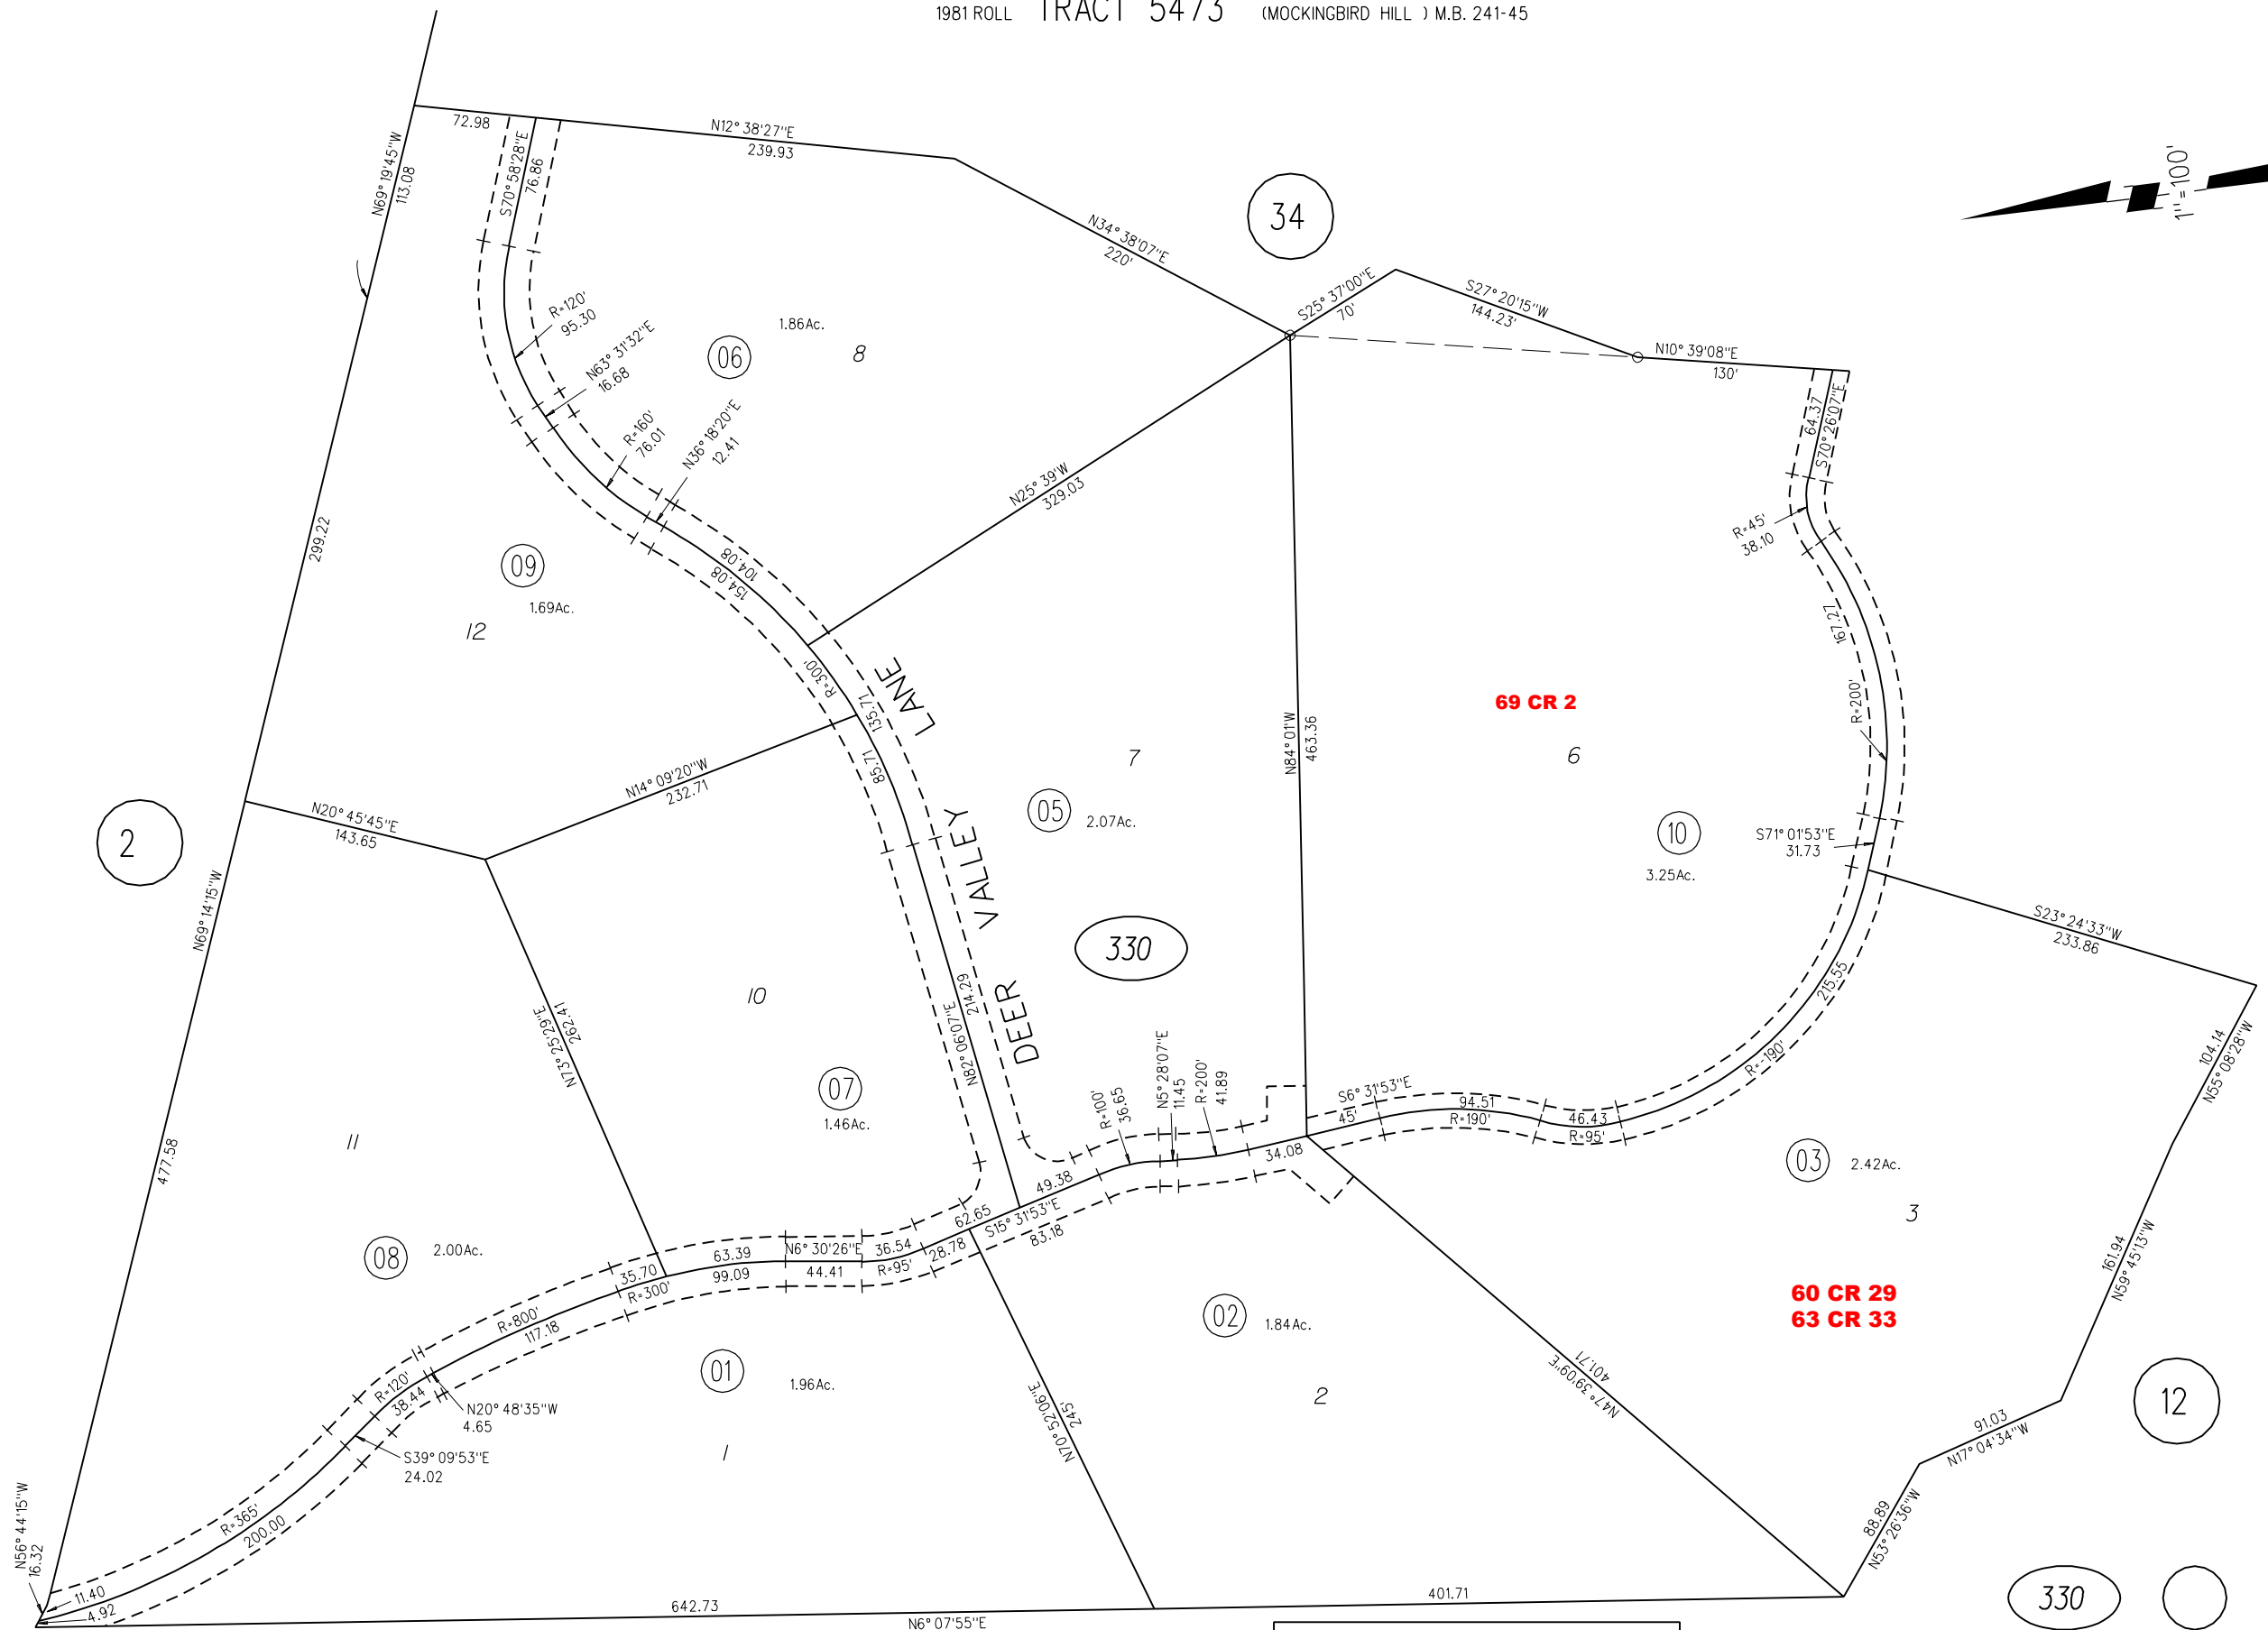 1981 ROLL TRACT 5473 (MOCKINGBIRD HILL ) M.B. 241-45
72.98
N12° 38'27"E
239.93
N69° 19'45"W
113.08
S70° 58'28"E
76.86
34
1"=100'
N34° 38'07"E
220'
S25° 37'00"E
70'
S27° 20'15"W
144.23'
N10° 39'08"E
130'
R=120'
95.30
N63° 31'32"E
16.68
06
1.86Ac.
8
R=160'
76.01
N36° 18'20"E
12.41
N25° 39'W
329.03
64.37
S70° 26'07"E
R=45'
38.10
299.22
09
1.69Ac.
12
104.08
154.08
R=300'
135.71
85.71
LANE
VALLEY
DEER
167.27
R=200'
69 CR 2
6
7
N84° 01'W
463.36
N14° 09'20"W
232.71
N20° 45'45"E
143.65
2
05
2.07Ac.
10
3.25Ac.
S71° 01'53"E
31.73
N69° 14'15"W
477.58
330
S23° 24'33"W
233.86
10
N73° 25'29"E
262.41
N82° 06'07"E
214.29
215.55
R=190'
104.14
N55° 08'28"W
07
1.46Ac.
11
R=100'
36.65
N5° 28'07"E
11.45
R=200'
41.89
S6° 31'53"E
45'
94.51
R=190'
46.43
R=95'
34.08
03
2.42Ac.
3
08
2.00Ac.
49.38
62.65
S15° 31'53"E
83.18
28.78
36.54
R=95'
N6° 30'26"E
44.41
63.39
99.09
35.70
R=300'
R=800'
117.18
161.94
N59° 45'13"W
60 CR 29
63 CR 33
02
1.84Ac.
2
01
1.96Ac.
1
R=120'
38.44
N20° 48'35"W
4.65
S39° 09'53"E
24.02
N70° 52'06"E
245'
N47° 39'09"E
401.71
12
91.03
N17° 04'34"W
88.89
N53° 26'36"W
R=365'
200.00
N56° 44'15"W
16.32
11.40
4.92
642.73
401.71
N6° 07'55"E
330